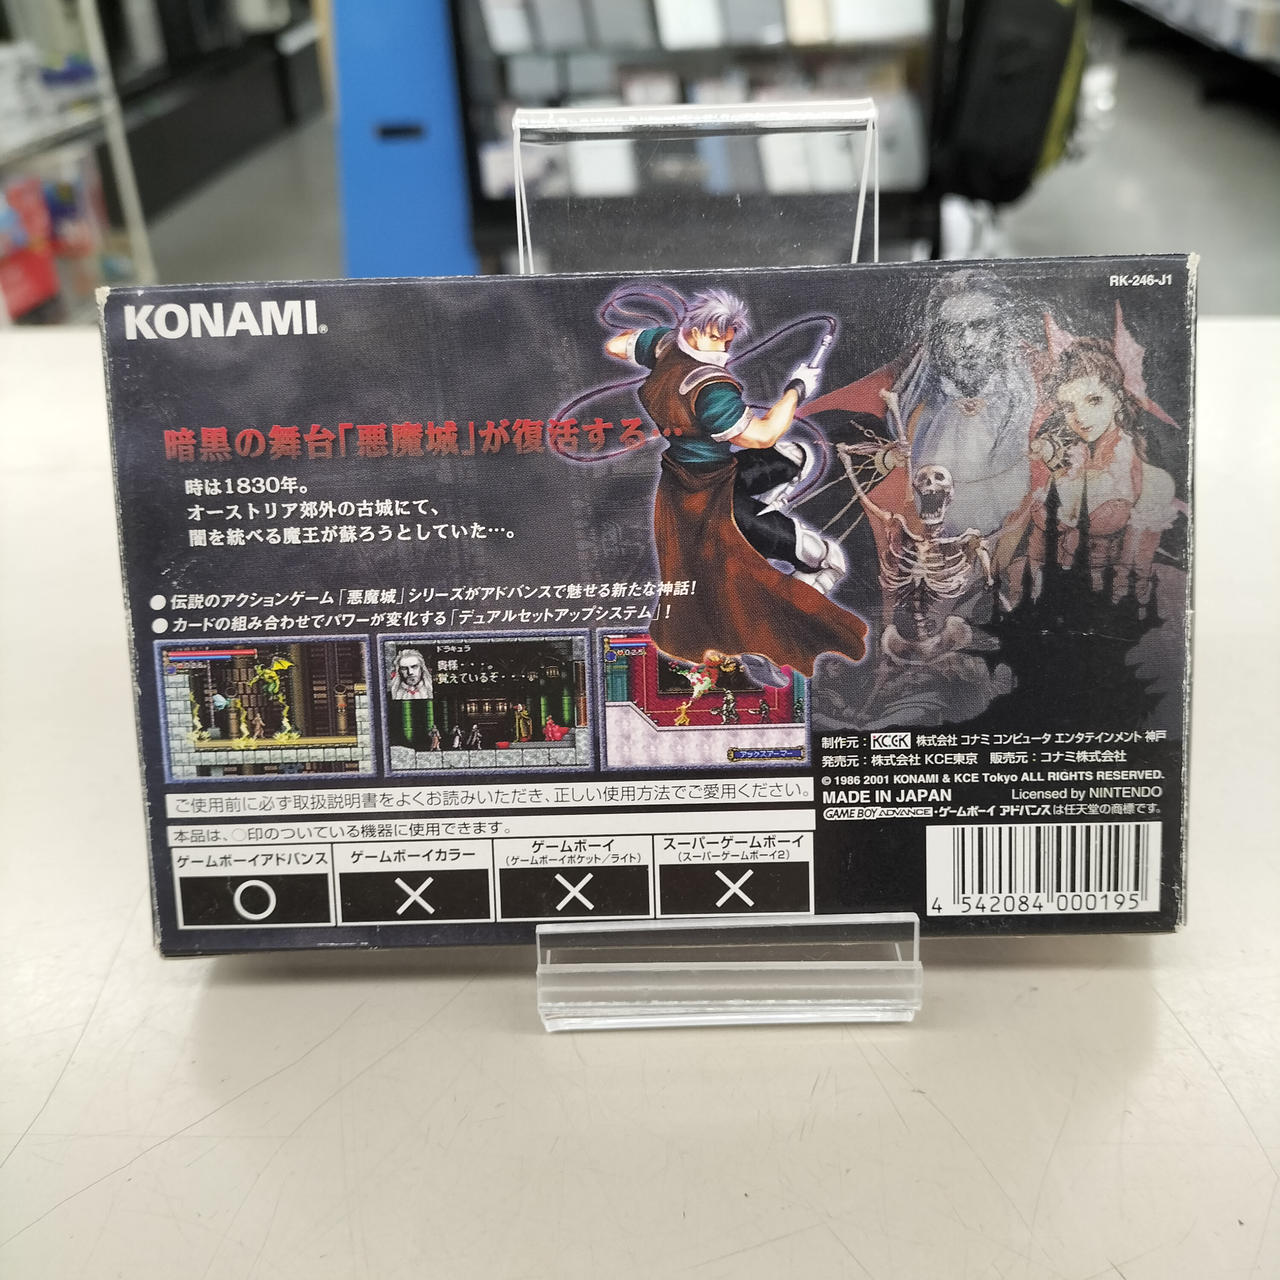 KONAMI®
RK-246-J1
暗黒の舞台「悪魔城」が復活する…
時は1830年。
オーストリア郊外の古城にて、
闇を統べる魔王が蘇ろうとしていた…。
●伝説のアクションゲーム「悪魔城」シリーズがアドバンスで魅せる新たな神話!
●カードの組み合わせでパワーが変化する「デュアルセットアップシステム」!
ドラキュラ
貴様・・・。
覚えているぞ・・・
アックスアーマー
制作元:KCEK 株式会社 コナミ コンピュータ エンタテインメント 神戸
発売元:株式会社 KCE東京 販売元:コナミ株式会社
© 1986 2001 KONAMI & KCE Tokyo ALL RIGHTS RESERVED.
MADE IN JAPAN Licensed by NINTENDO
GAME BOY ADVANCE・ゲームボーイ アドバンスは任天堂の商標です。
ご使用前に必ず取扱説明書をよくお読みいただき、正しい使用方法でご愛用ください。
本品は、○印のついている機器に使用できます。
ゲームボーイアドバンス
○
ゲームボーイカラー
×
ゲームボーイ
(ゲームボーイポケット/ライト)
×
スーパーゲームボーイ
(スーパーゲームボーイ2)
×
4 542084 000195